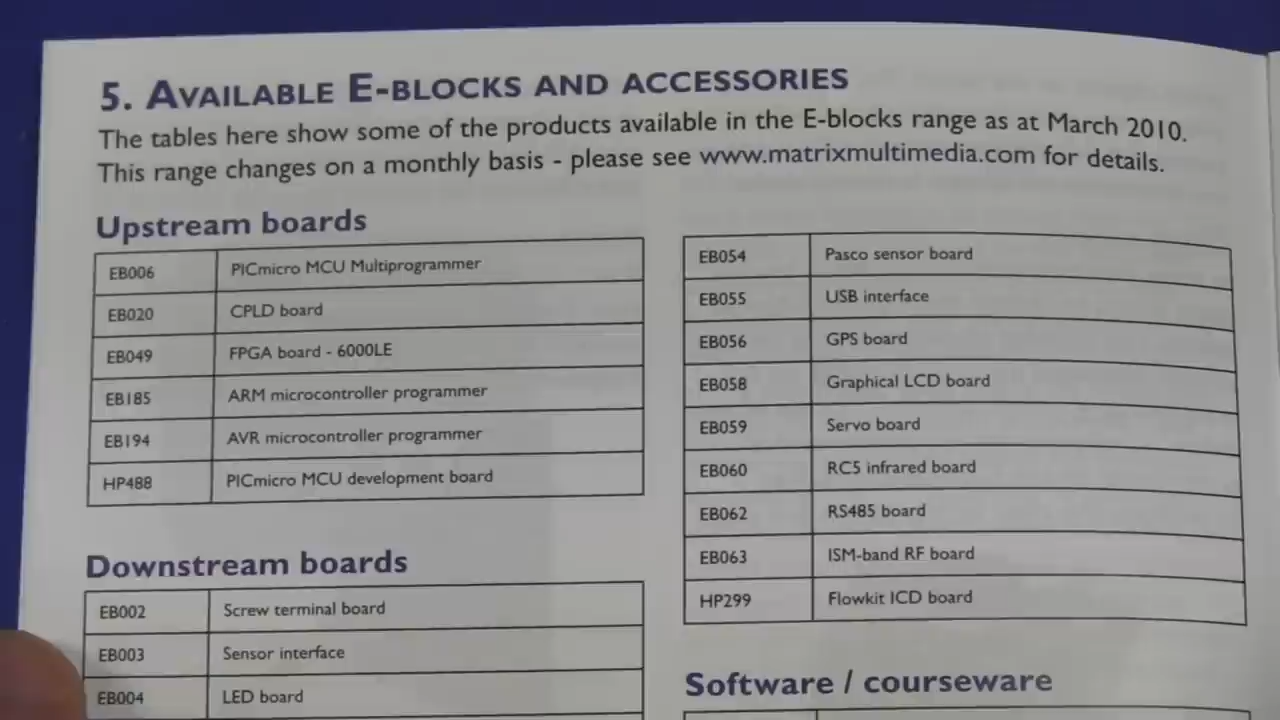 5. AVAILABLE E-BLOCKS AND ACCESSORIES
The tables here show some of the products available in the E-blocks range as at March 2010.
This range changes on a monthly basis - please see www.matrixmultimedia.com for details.
Upstream boards
EB006 PICmicro MCU Multiprogrammer
EB020 CPLD board
EB049 FPGA board - 6000LE
EB185 ARM microcontroller programmer
EB194 AVR microcontroller programmer
HP488 PICmicro MCU development board
Downstream boards
EB002 Screw terminal board
EB003 Sensor interface
EB004 LED board
EB054 Pasco sensor board
EB055 USB interface
EB056 GPS board
EB058 Graphical LCD board
EB059 Servo board
EB060 RC5 infrared board
EB062 RS485 board
EB063 ISM-band RF board
HP299 Flowkit ICD board
Software / courseware